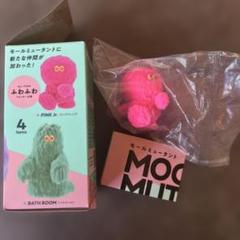 モールミュータントに
新たな仲間が
加わった!
ふわふわ
PINK Jr.
4
items
BATH ROOM
モールミュータント
MOO
MUT